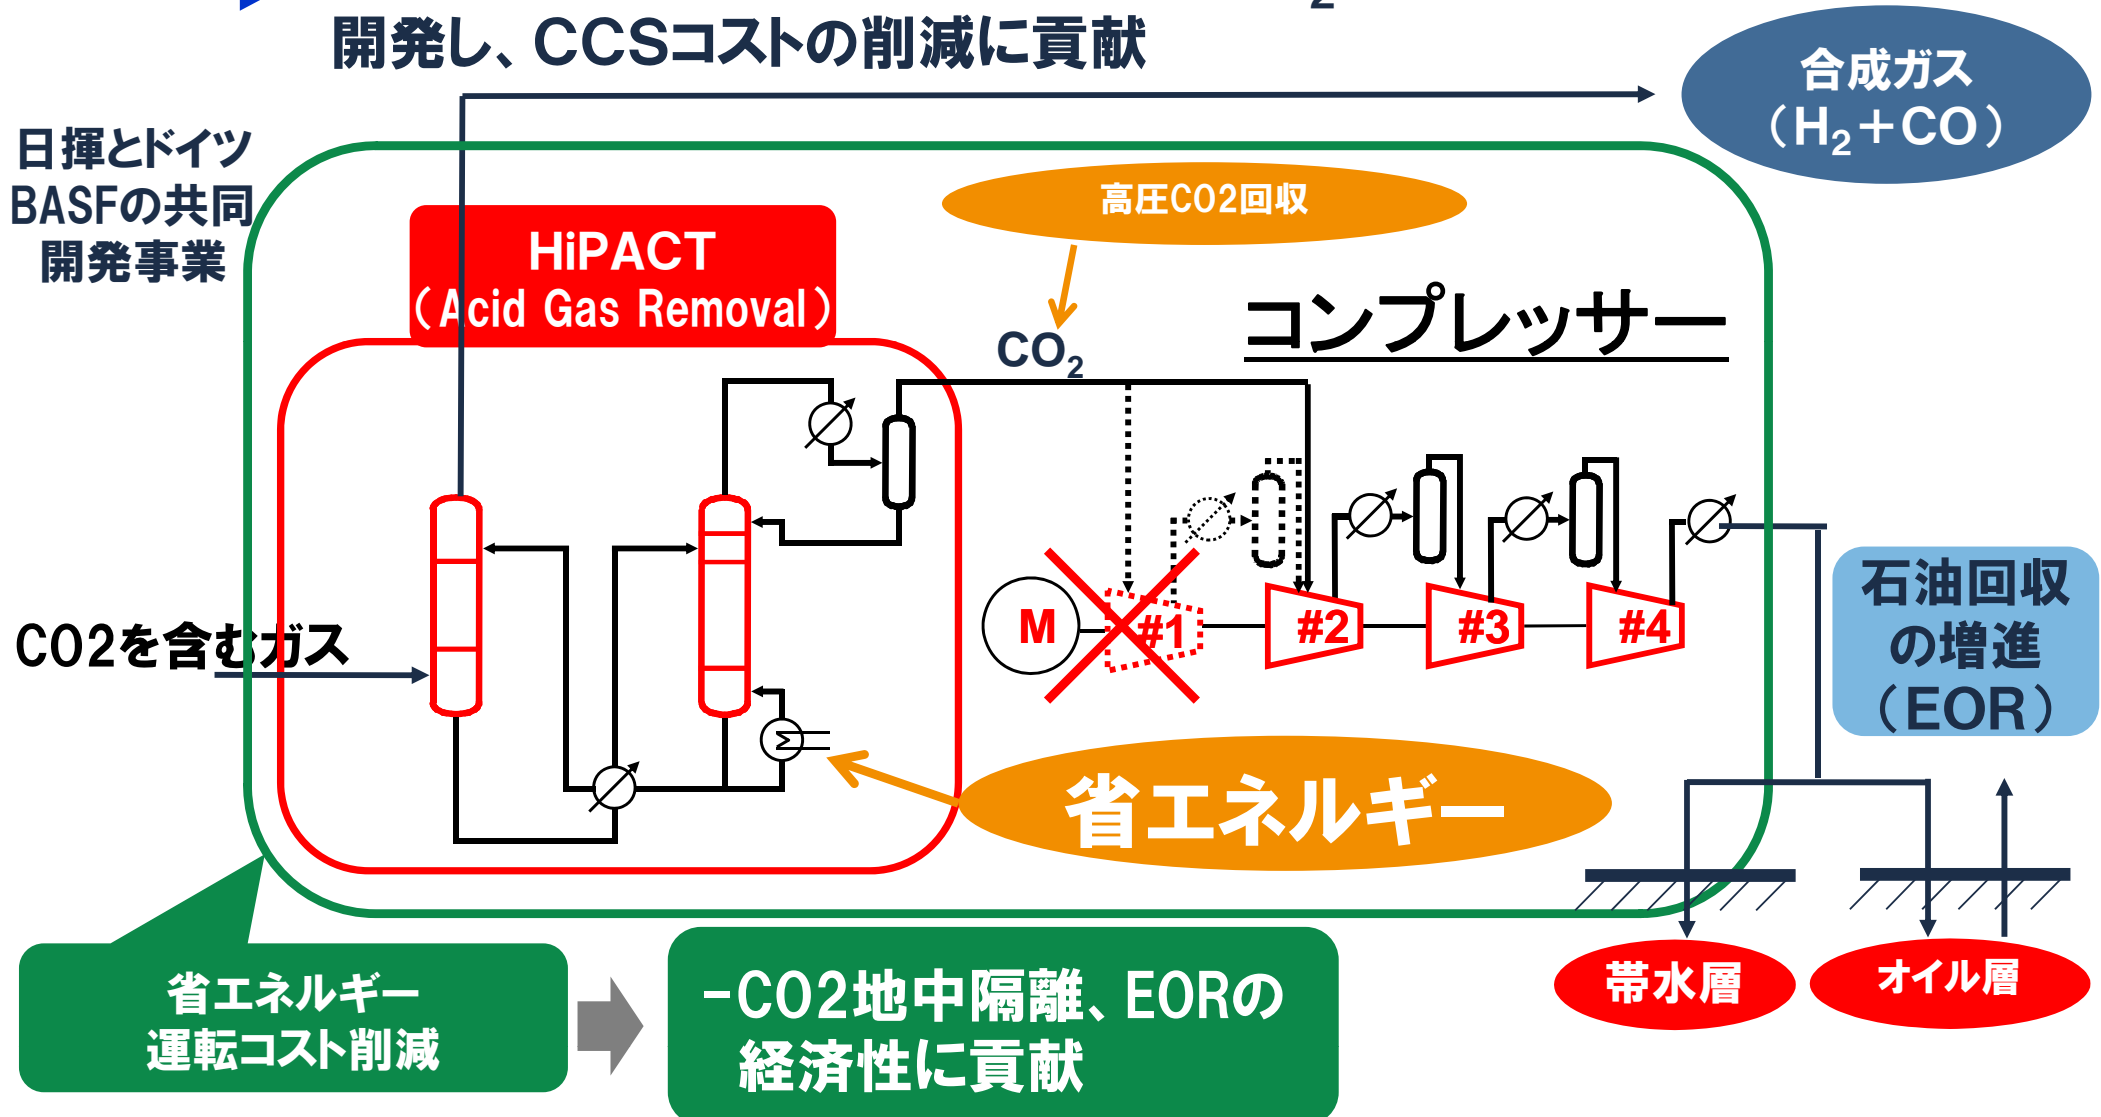 2
開発し、CCSコストの削減に貢献
合成ガス
（H2＋CO）
日揮とドイツ
BASFの共同
開発事業
高圧CO2回収
HiPACT
（Acid Gas Removal）
CO2
コンプレッサー
M
#1
#2
#3
#4
CO2を含むガス
石油回収
の増進
（EOR）
省エネルギー
帯水層
オイル層
省エネルギー
運転コスト削減
-CO2地中隔離、EORの
経済性に貢献